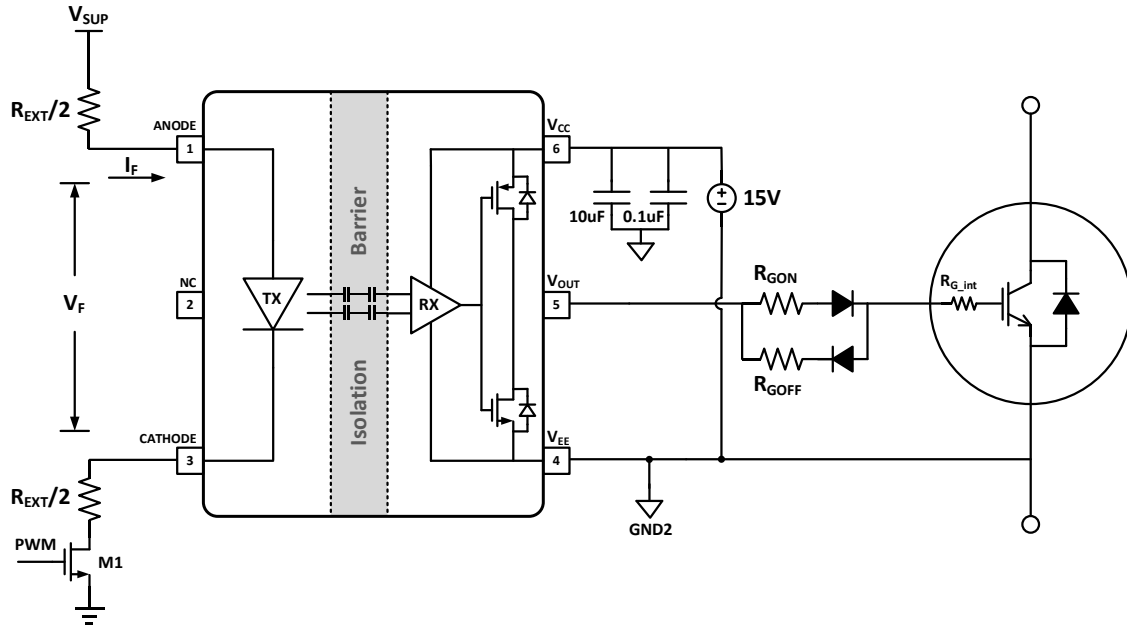 VSUP
REXT/2
ANODE
1
IF
VF
NC
2
CATHODE
3
REXT/2
PWM
M1
TX
Barrier
Isolation
RX
VCC
6
10uF
0.1uF
15V
VOUT
5
RGON
RGOFF
RG_int
VEE
4
GND2